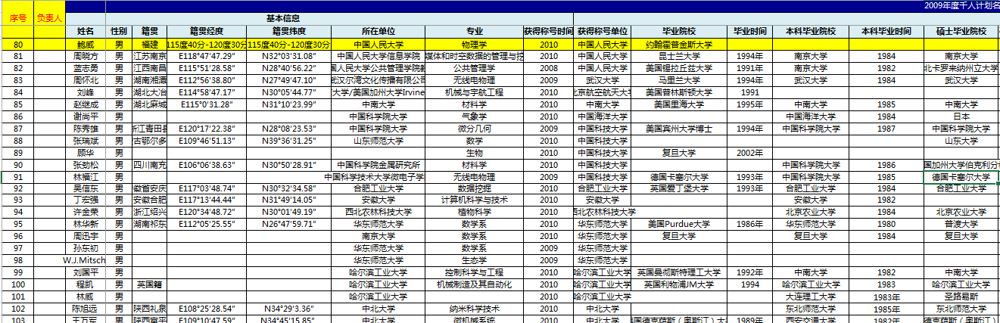 2009年度千人计划名
序号 负责人 基本信息
姓名 性别 籍贯 籍贯经度 籍贯纬度 所在单位 专业 获得称号时间 获得称号单位 毕业院校 毕业时间 本科毕业院校 本科毕业时间 硕士毕业院校
80 鲍威 男 福建 115度40分-120度30分 115度40分-120度30分 中国人民大学 物理学 2010 中国人民大学 约翰霍普金斯大学
81 周晓方 男 江苏南京 E118°47′47.29″ N32°03′31.08″ 中国人民大学信息学院 媒体和时空数据的管理与挖 2010 中国人民大学 昆士兰大学 1994年 南京大学 1984 南京大学
82 蓝志勇 男 江西南昌 E115°51′28.58″ N28°40′56.22″ 国人民大学公共管理学院教 公共管理学 2008 中国人民大学 美国锡拉丘兹大学 1991年 南京大学 1982 北卡罗来纳州立大学
83 周怀北 男 湖南湘潭 E112°56′38.80″ N27°49′47.10″ 武汉尔湾文化传播有限公司 无线电物理 2009 武汉大学 马里兰大学 1994年 武汉大学 1984 武汉大学
84 刘峰 男 湖北大冶 E114°58′47.17″ N30°05′44.77″ 大学/美国加州大学Irvine 机械与宇航工程 2010 北京航空航天大 美国普林斯顿大学 1991
85 赵继成 男 湖北麻城 E115°0′31.28″ N31°10′23.99″ 中南大学 材料学 2010 中南大学 美国里海大学 1995年 中南大学 1985 中南大学
86 谢尚平 男 中国科学院大学 气象学 2010 中国海洋大学 中国海洋大学 1984 日本
87 陈秀雄 男 浙江青田县 E120°17′22.38″ N28°08′23.53″ 中国科学院大学 微分几何 2009 中国科技大学 美国宾州大学博士 1994年 中国科学院大学 1987 中国科学院大学
88 张瑞斌 男 古鄂尔多 E109°46′51.13″ N39°36′31.25″ 山东师范大学 数学 2010 中国科技大学 山东大学
89 顾华 男 生物 2010 中国科技大学 复旦大学 2002年
90 张劲松 男 四川南充 E106°06′38.63″ N30°50′28.91″ 中国科学院金属研究所 材料学 2010 中国科技大学 中国科学院大学 1986 国加州大学伯克利分
91 林福江 男 中国科学技术大学微电子学 无线电物理 2009 中国科技大学 德国卡塞尔大学 1993年 中国科学院大学 1985 德国卡塞尔大学
92 吴信东 男 徽省安庆 E117°03′48.74″ N30°32′34.58″ 合肥工业大学 数据挖掘 2010 合肥工业大学 英国爱丁堡大学 1993年 合肥工业大学 1984 合肥工业大学
93 丁宏强 男 安徽合肥 E117°13′44.44″ N31°49′14.05″ 安徽大学 计算机科学与技术 2010 安徽大学 安徽大学 1982
94 许金荣 男 浙江绍兴 E120°34′48.72″ N30°01′49.19″ 西北农林科技大学 植物科学 2010 西北农林科技大学 北京农业大学 1984 北京农业大学
95 林华新 男 湖南祁东 E112°05′25.55″ N26°47′59.71″ 华东师范大学 数学系 2010 华东师范大学 美国Purdue大学 1986年 华东师范大学 1980 普渡大学
96 周迅宇 男 南京大学 数学系 2010 华东师范大学 复旦大学 复旦大学 1984 复旦大学
97 孙东初 男 华东师范大学 数学系 2009 华东师范大学
98 W.J.Mitsch 男 华东师范大学 生态学 2009 华东师范大学
99 刘国平 男 哈尔滨工业大学 控制科学与工程 2010 哈尔滨工业大学 英国曼彻斯特理工大学 1992年 中南大学 1982 中南大学
100 程凯 男 英国籍 哈尔滨工业大学 机械制造及其自动化 2010 哈尔滨工业大学 英国利物浦JM大学 1994 哈尔滨工业大学 1983 哈尔滨工业大学
101 林威 男 哈尔滨工业大学 2010 哈尔滨工业大学 大连理工大学 1983年 圣路易斯
102 陈旭远 男 陕西礼泉 E108°25′28.54″ N34°29′3.36″ 中北大学 纳米科学技术 2010 中北大学 东北师范大学 1985年 东北师范大学
103 王万军 男 陕西富平 E109°10′47.59″ N34°45′15.85″ 中北大学 微机械系统 2010 中北大学 国德克萨斯（奥斯汀）大 1989年 西安交通大学 1982年 德克萨斯（奥斯汀）